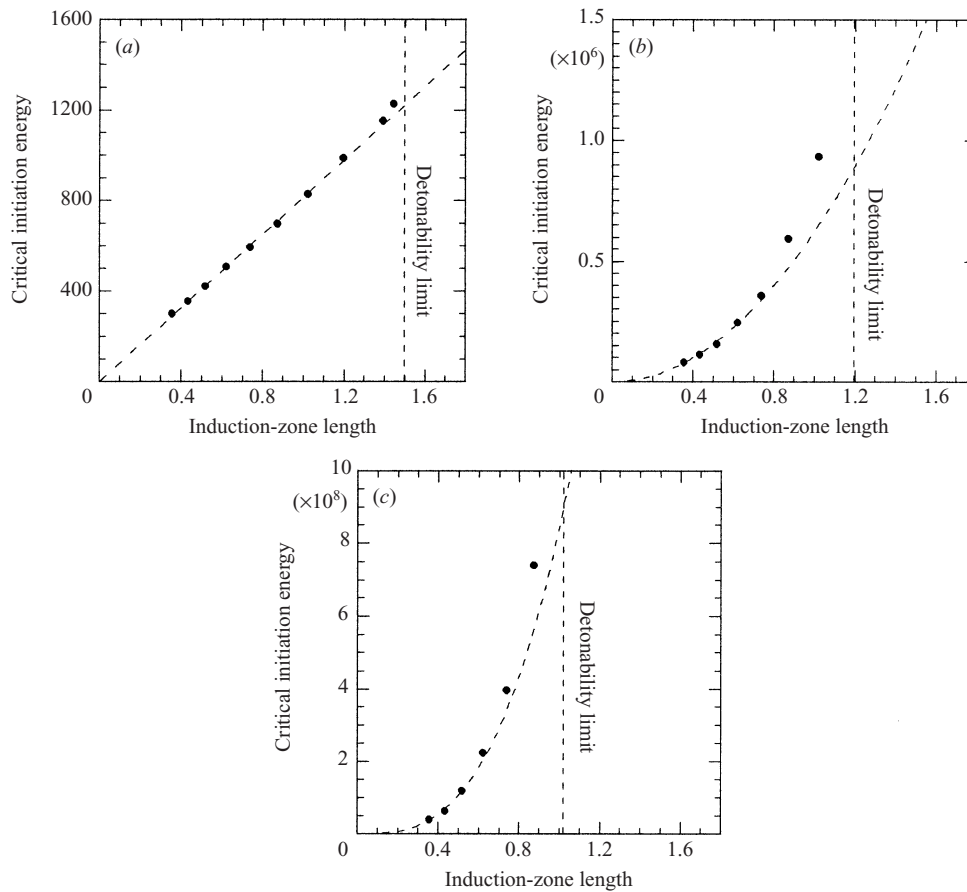 (a)
1600
1200
800
400
0
0.4 0.8 1.2 1.6
Critical initiation energy
Induction-zone length
Detonability limit
(b)
1.5
(×10⁶)
1.0
0.5
0
0.4 0.8 1.2 1.6
Critical initiation energy
Induction-zone length
Detonability limit
(c)
10
(×10⁸)
8
6
4
2
0
0.4 0.8 1.2 1.6
Critical initiation energy
Induction-zone length
Detonability limit